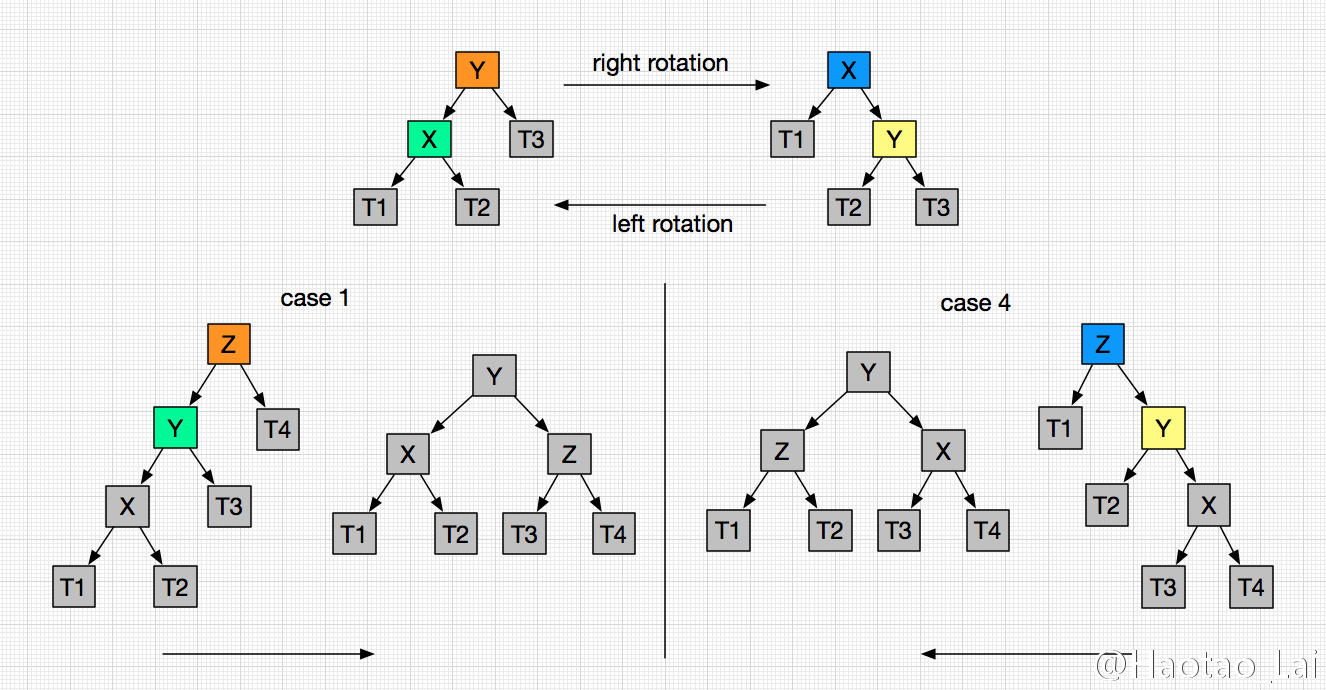 Y
right rotation
X
X
T3
T1
Y
T1
T2
T2
T3
left rotation
case 1
case 4
Z
Y
Y
T4
X
Z
X
T3
T1
T2
T3
T4
T1
T2
Y
Z
Z
X
T1
Y
T1
T2
T3
T4
T2
X
T3
T4
@Haotao_Lai